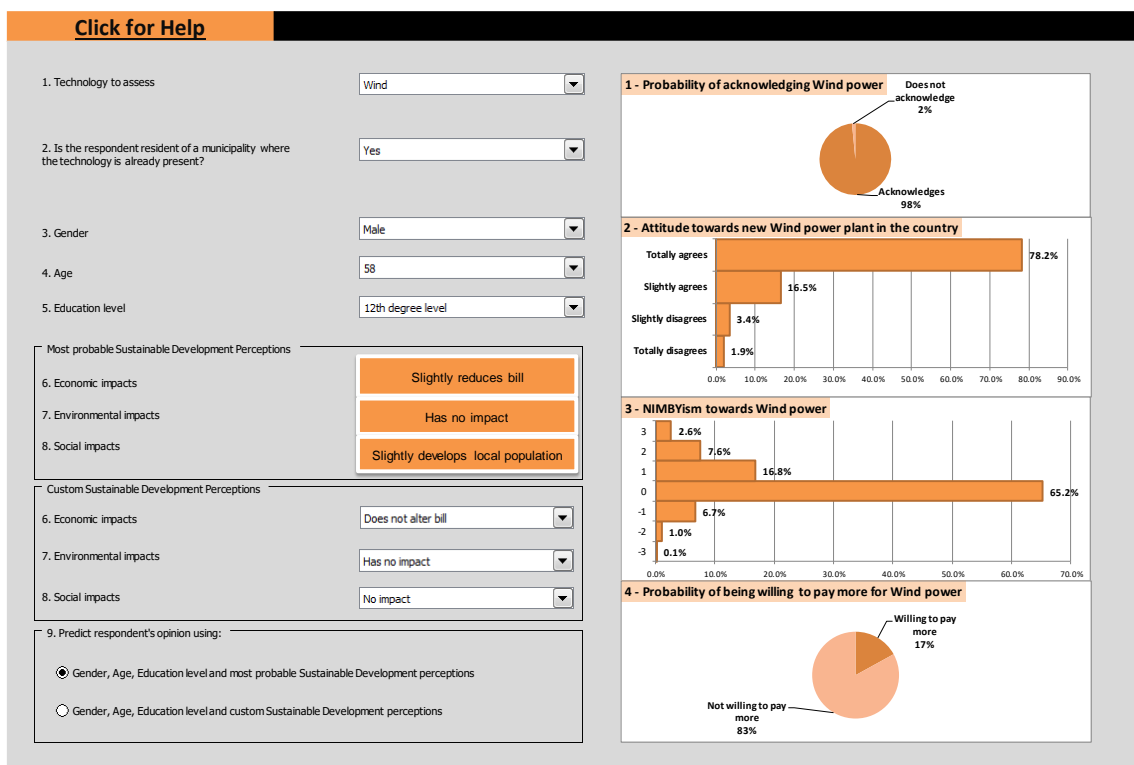 Click for Help
1. Technology to assess
Wind
2. Is the respondent resident of a municipality where
the technology is already present?
Yes
3. Gender
Male
4. Age
58
5. Education level
12th degree level
Most probable Sustainable Development Perceptions
6. Economic impacts
Slightly reduces bill
7. Environmental impacts
Has no impact
8. Social impacts
Slightly develops local population
Custom Sustainable Development Perceptions
6. Economic impacts
Does not alter bill
7. Environmental impacts
Has no impact
8. Social impacts
No impact
9. Predict respondent's opinion using:
Gender, Age, Education level and most probable Sustainable Development perceptions
Gender, Age, Education level and custom Sustainable Development perceptions
1 - Probability of acknowledging Wind power
Does not
acknowledge
2%
Acknowledges
98%
2 - Attitude towards new Wind power plant in the country
Totally agrees
78.2%
Slightly agrees
16.5%
Slightly disagrees
3.4%
Totally disagrees
1.9%
0.0% 10.0% 20.0% 30.0% 40.0% 50.0% 60.0% 70.0% 80.0% 90.0%
3 - NIMBYism towards Wind power
3 2.6%
2 7.6%
1 16.8%
0 65.2%
-1 6.7%
-2 1.0%
-3 0.1%
0.0% 10.0% 20.0% 30.0% 40.0% 50.0% 60.0% 70.0%
4 - Probability of being willing to pay more for Wind power
Willing to pay
more
17%
Not willing to pay
more
83%